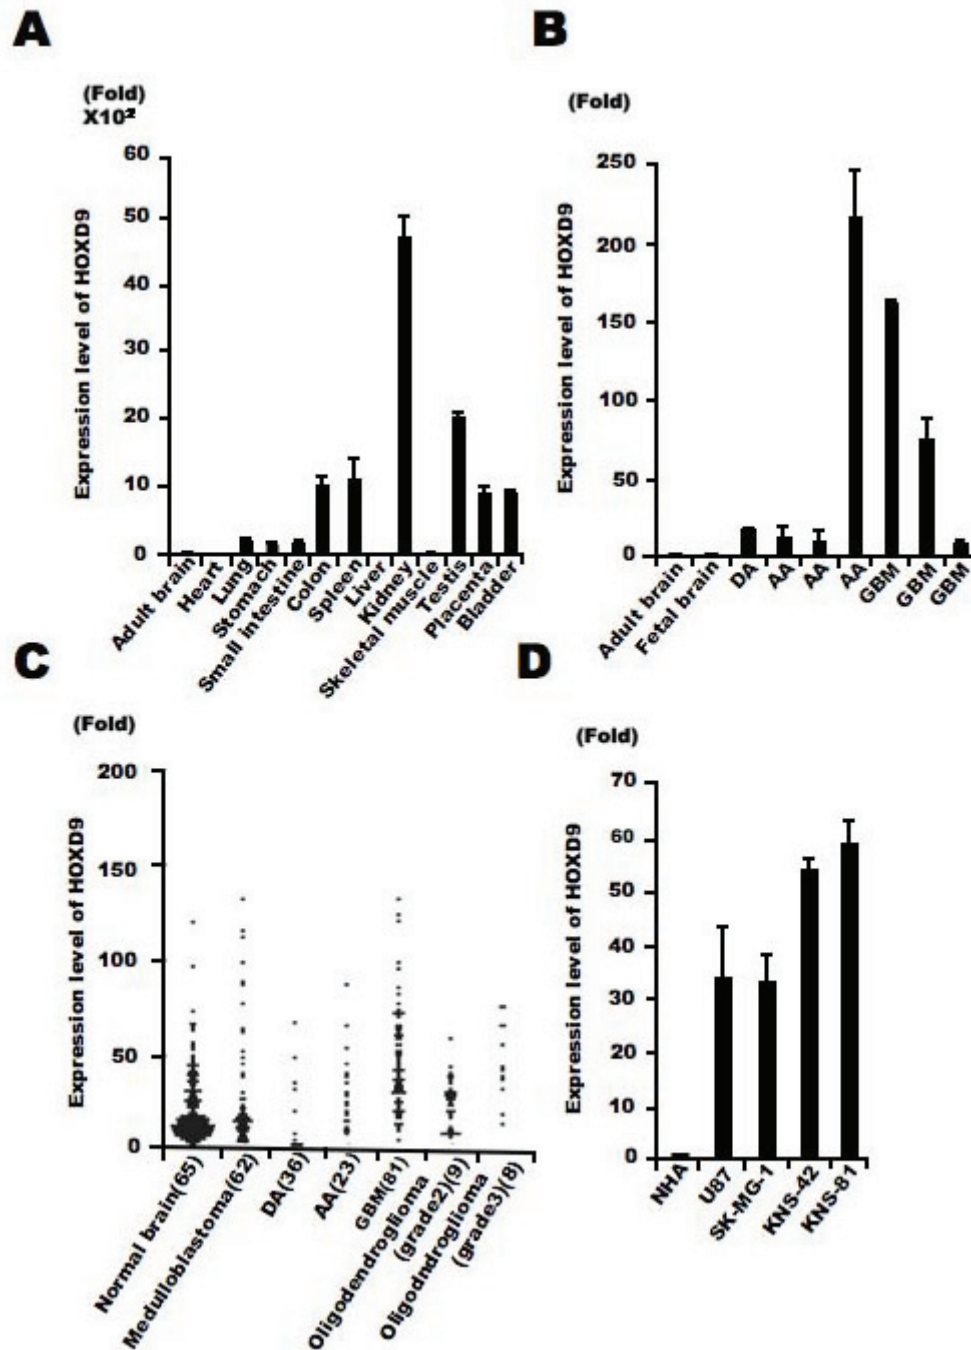 A
(Fold)
X10²
Expression level of HOXD9
60
50
40
30
20
10
0
Adult brain
Heart
Lung
Stomach
Small intestine
Colon
Spleen
Liver
Kidney
Skeletal muscle
Testis
Placenta
Bladder
B
(Fold)
Expression level of HOXD9
250
200
150
100
50
0
Adult brain
Fetal brain
DA
AA
AA
AA
GBM
GBM
GBM
C
(Fold)
Expression level of HOXD9
200
150
100
50
0
Normal brain(65)
Medulloblastoma(62)
DA(36)
AA(23)
GBM(81)
Oligodendroglioma
(grade2)(9)
Oligodndroglioma
(grade3)(8)
D
(Fold)
Expression level of HOXD9
70
60
50
40
30
20
10
0
NHA
U87
SK-MG-1
KNS-42
KNS-81